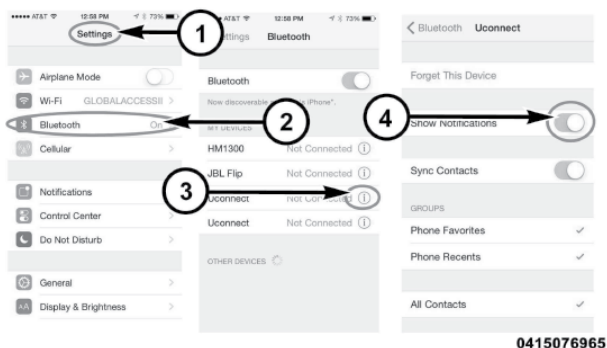 AT&T 12:58 PM 73%
Settings
1
Airplane Mode
Wi-Fi GLOBALACCESSII
Bluetooth On
Cellular
Notifications
Control Center
Do Not Disturb
General
AA Display & Brightness
AT&T 12:58 PM 73%
ettings Bluetooth
Bluetooth
2
Now discoverable iPhone".
MY DEVICES
HM1300 Not Connected i
JBL Flip Not Connected i
3
Uconnect Not Connected i
Uconnect Not Connected i
OTHER DEVICES
Bluetooth Uconnect
Forget This Device
4
Show Notifications
Sync Contacts
GROUPS
Phone Favorites
Phone Recents
All Contacts
0415076965